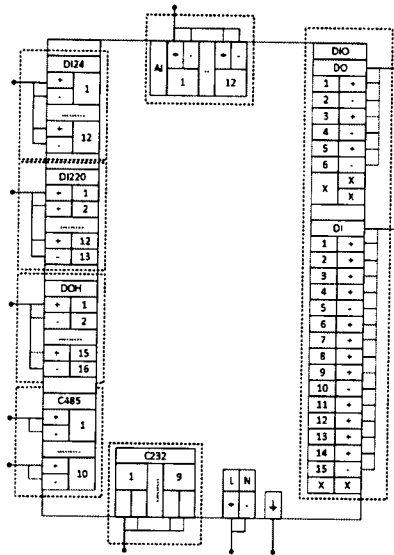 DI24
+ 1
-
..........
+ 12
-
DI220
+ 1
+ 2
..........
+ 12
- 13
DOH
+ 1
- 2
..........
+ 15
- 16
C485
+ 1
-
..........
+ 10
-
AI
+ - + -
1 .. 12
C232
1 ........ 9
L N
+ -
DIO
DO
1 +
2 -
3 +
4 -
5 +
6 -
X X
X
DI
1 +
2 +
3 +
4 +
5 -
6 +
7 +
8 +
9 +
10 -
11 +
12 +
13 +
14 +
15 -
X X